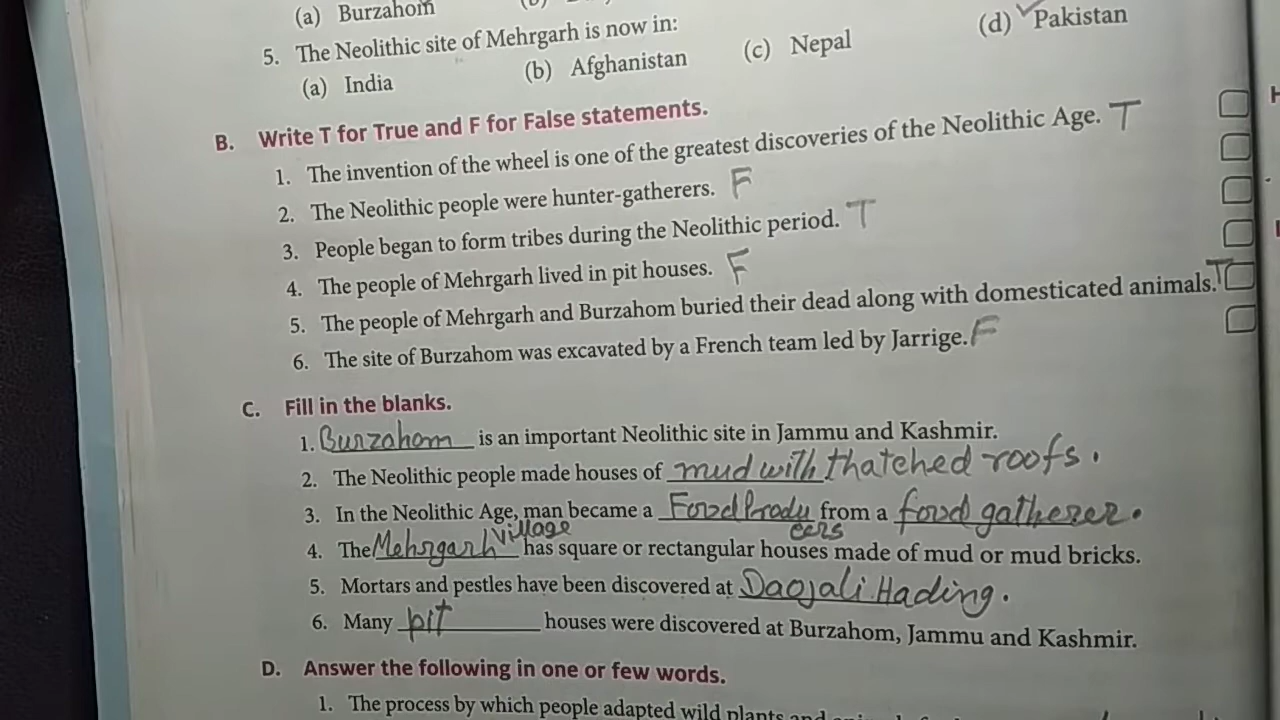 (a) Burzahom
5. The Neolithic site of Mehrgarh is now in:
(a) India (b) Afghanistan (c) Nepal (d) Pakistan
B. Write T for True and F for False statements.
1. The invention of the wheel is one of the greatest discoveries of the Neolithic Age. T
2. The Neolithic people were hunter-gatherers. F
3. People began to form tribes during the Neolithic period. T
4. The people of Mehrgarh lived in pit houses. F
5. The people of Mehrgarh and Burzahom buried their dead along with domesticated animals. T
6. The site of Burzahom was excavated by a French team led by Jarrige. F
C. Fill in the blanks.
1. Burzahom is an important Neolithic site in Jammu and Kashmir.
2. The Neolithic people made houses of mud with thatched roofs.
3. In the Neolithic Age, man became a Food Produceers from a food gatherer.
4. The Mehrgarh village has square or rectangular houses made of mud or mud bricks.
5. Mortars and pestles have been discovered at Daojali Hading.
6. Many pit houses were discovered at Burzahom, Jammu and Kashmir.
D. Answer the following in one or few words.
1. The process by which people adapted wild plants and